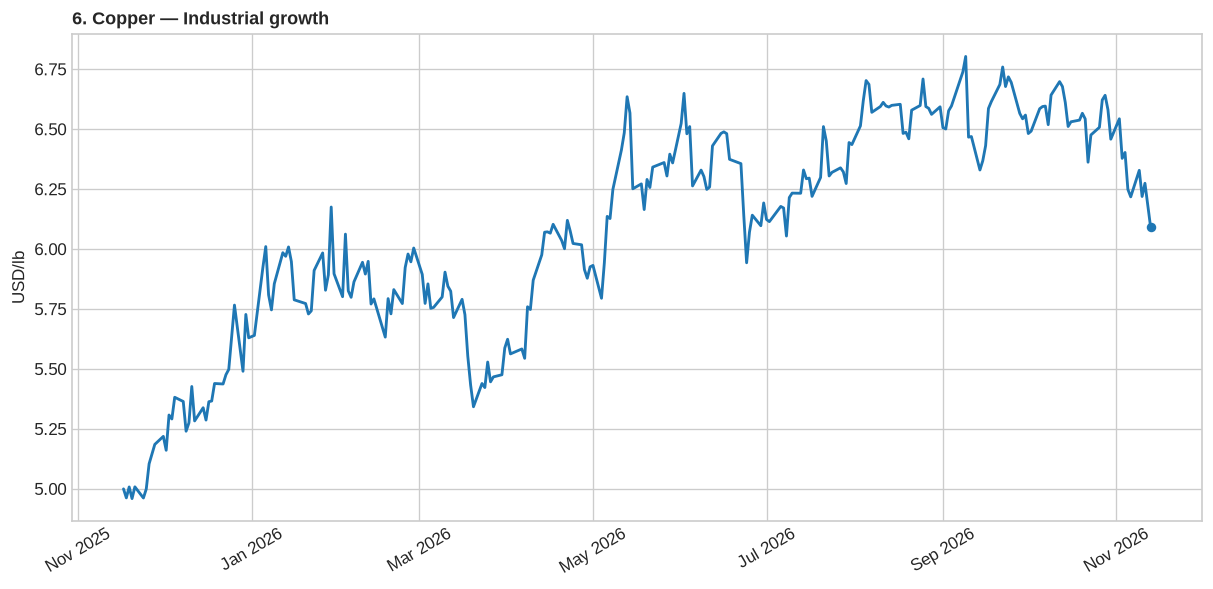 6. Copper — Industrial growth
USD/lb
6.75
6.50
6.25
6.00
5.75
5.50
5.25
5.00
Nov 2025
Jan 2026
Mar 2026
May 2026
Jul 2026
Sep 2026
Nov 2026